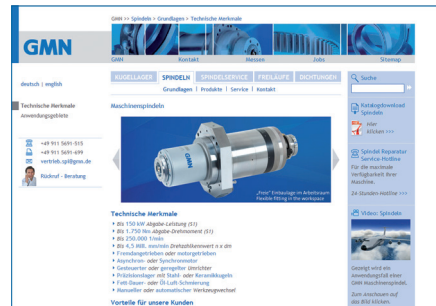 GMN >> Spindeln > Grundlagen > Technische Merkmale
GMN
GMN Kontakt Messen Jobs Sitemap
KUGELLAGER SPINDELN SPINDELSERVICE FREILÄUFE DICHTUNGEN
Grundlagen | Produkte | Service | Kontakt
deutsch | english
Technische Merkmale
Anwendungsgebiete
+49 911 5691-515
+49 911 5691-699
vertrieb.spl@gmn.de
Rückruf - Beratung
Maschinenspindeln
„Freie“ Einbaulage im Arbeitsraum
Flexible fitting in the workspace
Technische Merkmale
Bis 150 kW Abgabe-Leistung (S1)
Bis 1.750 Nm Abgabe-Drehmoment (S1)
Bis 250.000 1/min
Bis 4,5 Mill. mm/min Drehzahlkennwert n x dm
Fremdangetrieben oder motorgetrieben
Asynchron- oder Synchronmotor
Gesteuerter oder geregelter Umrichter
Präzisionslager mit Stahl- oder Keramikkugeln
Fett-Dauer- oder Öl-Luft-Schmierung
Manueller oder automatischer Werkzeugwechsel
Vorteile für unsere Kunden
Suche
Katalogdownload
Spindeln
Hier
klicken >>>
Spindel Reparatur
Service-Hotline
Für die maximale
Verfügbarkeit Ihrer
Maschine.
24 Stunden-Hotline >>>
Video: Spindeln
Gezeigt wird ein
Anwendungsfall einer
GMN Maschinenspindel.
Zum anschauen auf
das Bild klicken.